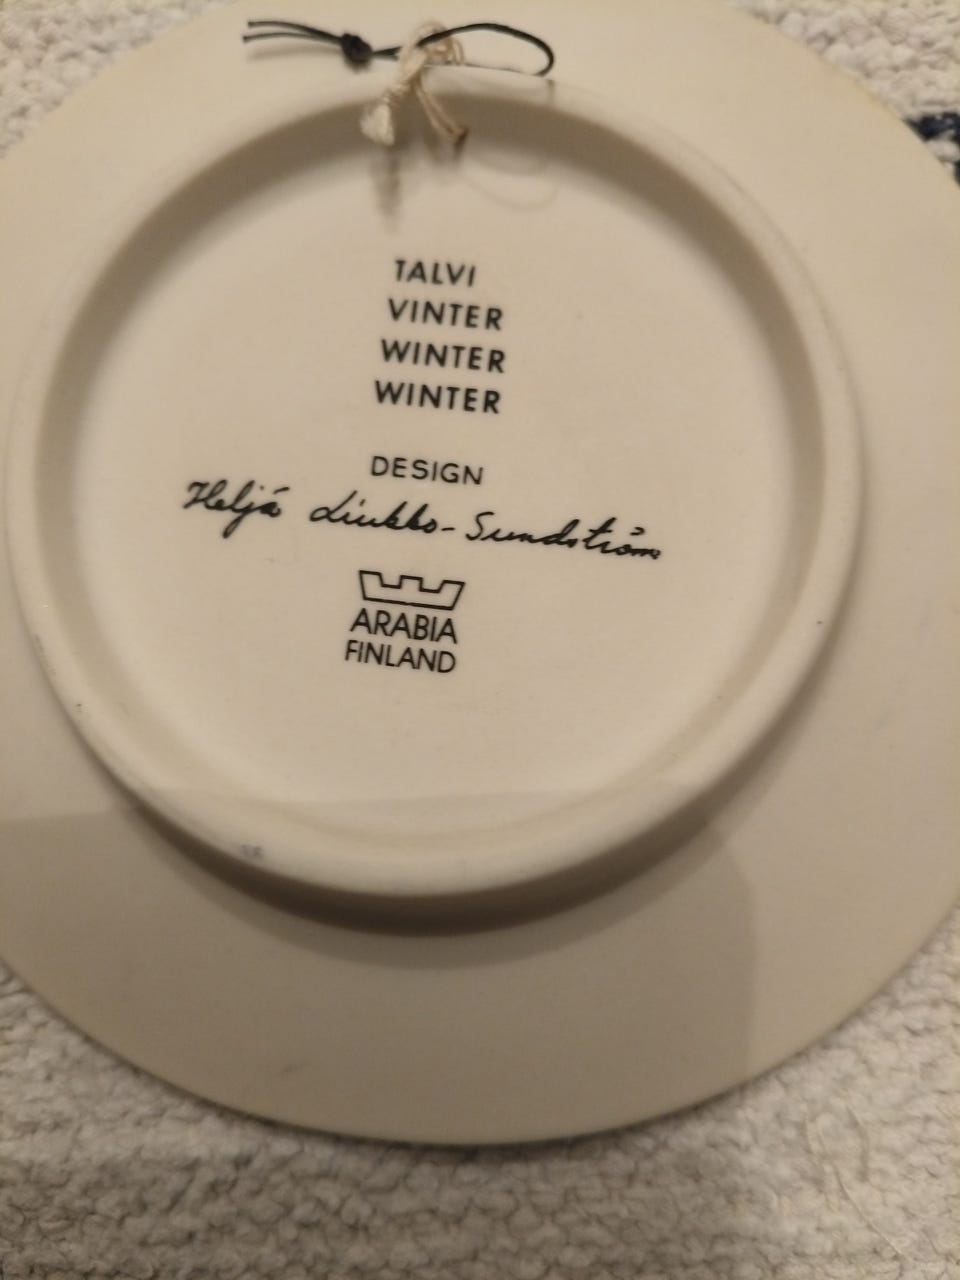 TALVI
VINTER
WINTER
WINTER
DESIGN
Heljä Liukko-Sundström
ARABIA
FINLAND